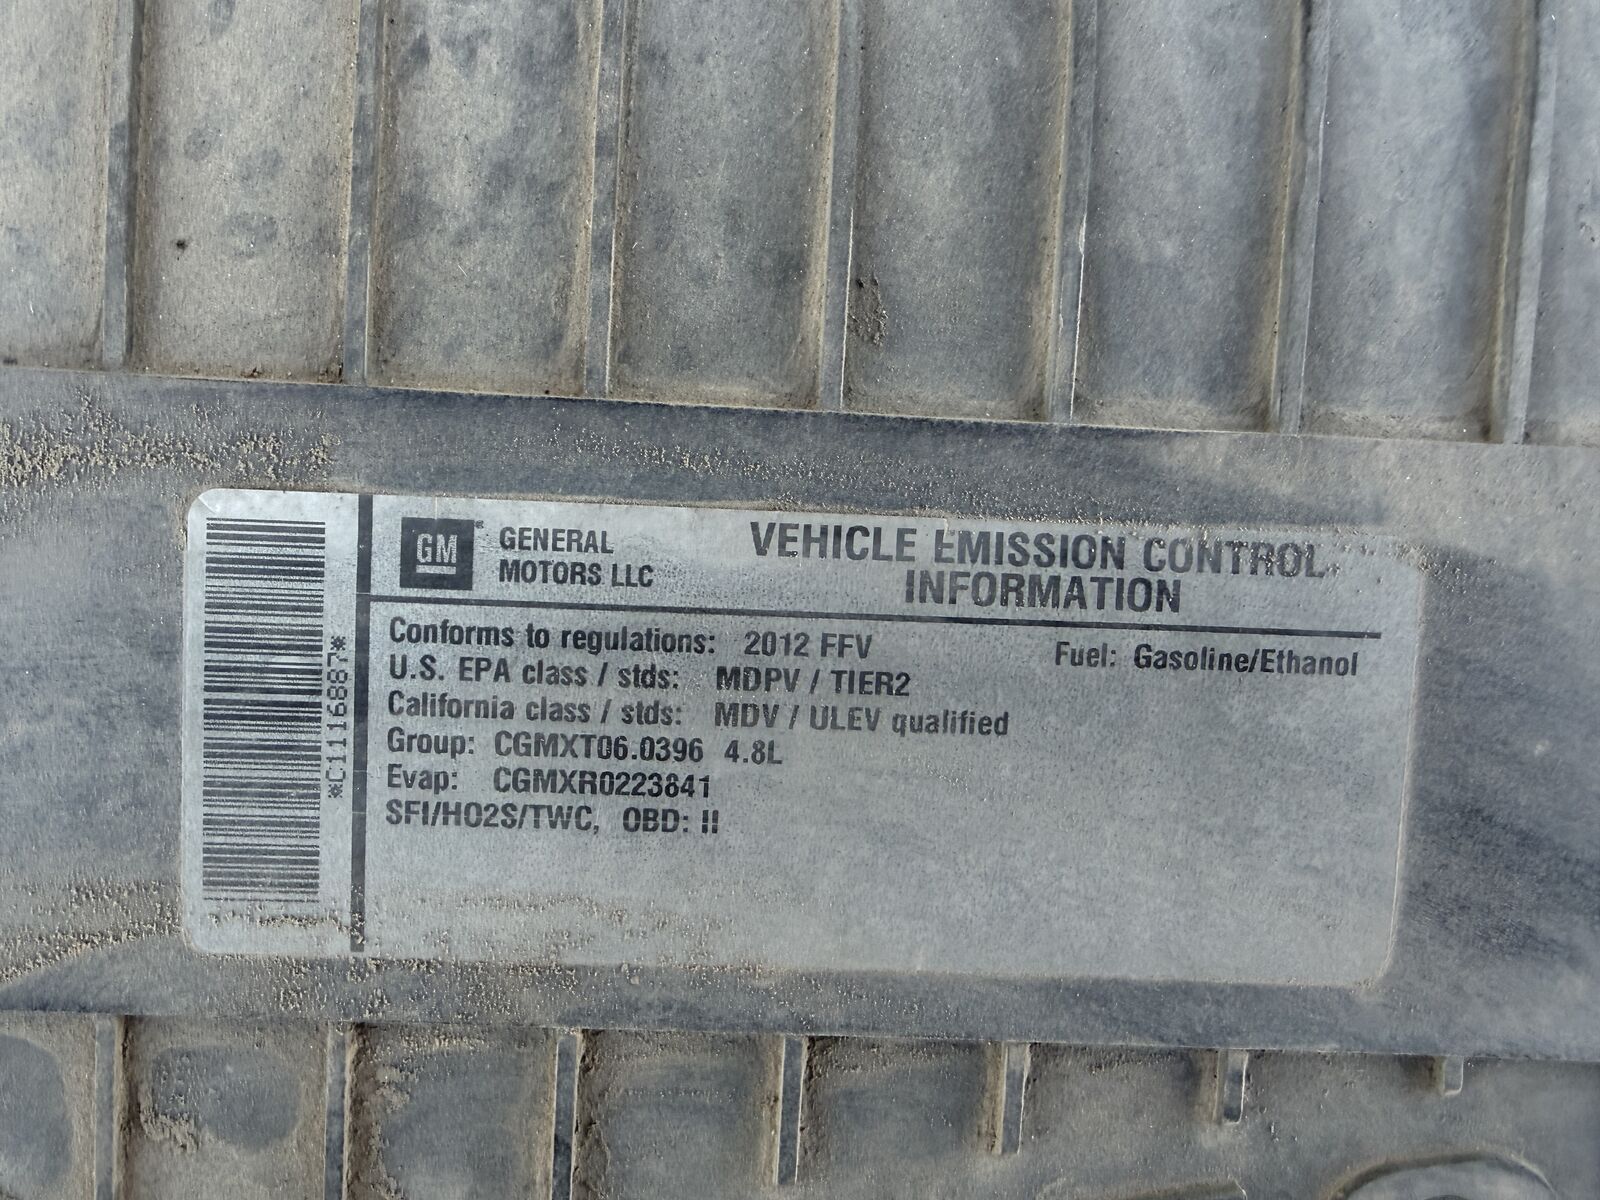 GM
GENERAL
MOTORS LLC
VEHICLE EMISSION CONTROL
INFORMATION
Conforms to regulations: 2012 FFV
Fuel: Gasoline/Ethanol
U.S. EPA class / stds: MDPV / TIER2
California class / stds: MDV / ULEV qualified
Group: CGMXT06.0396 4.8L
Evap: CGMXR0223841
SFI/HO2S/TWC, OBD: II
*C1116887*